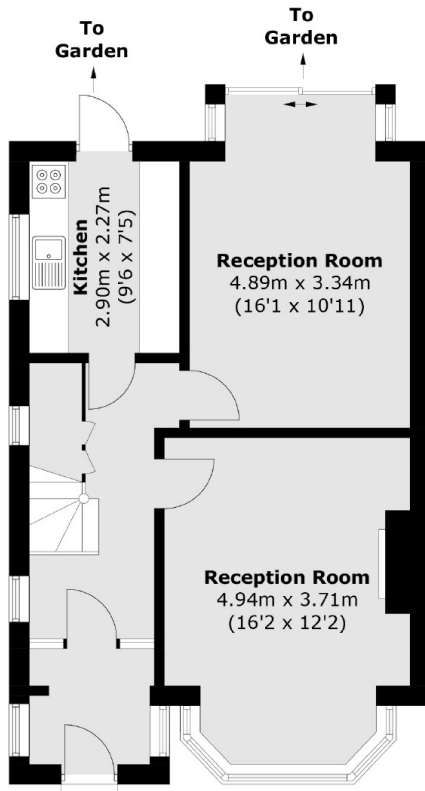 To
Garden
To
Garden
Kitchen
2.90m x 2.27m
(9'6 x 7'5)
Reception Room
4.89m x 3.34m
(16'1 x 10'11)
Reception Room
4.94m x 3.71m
(16'2 x 12'2)